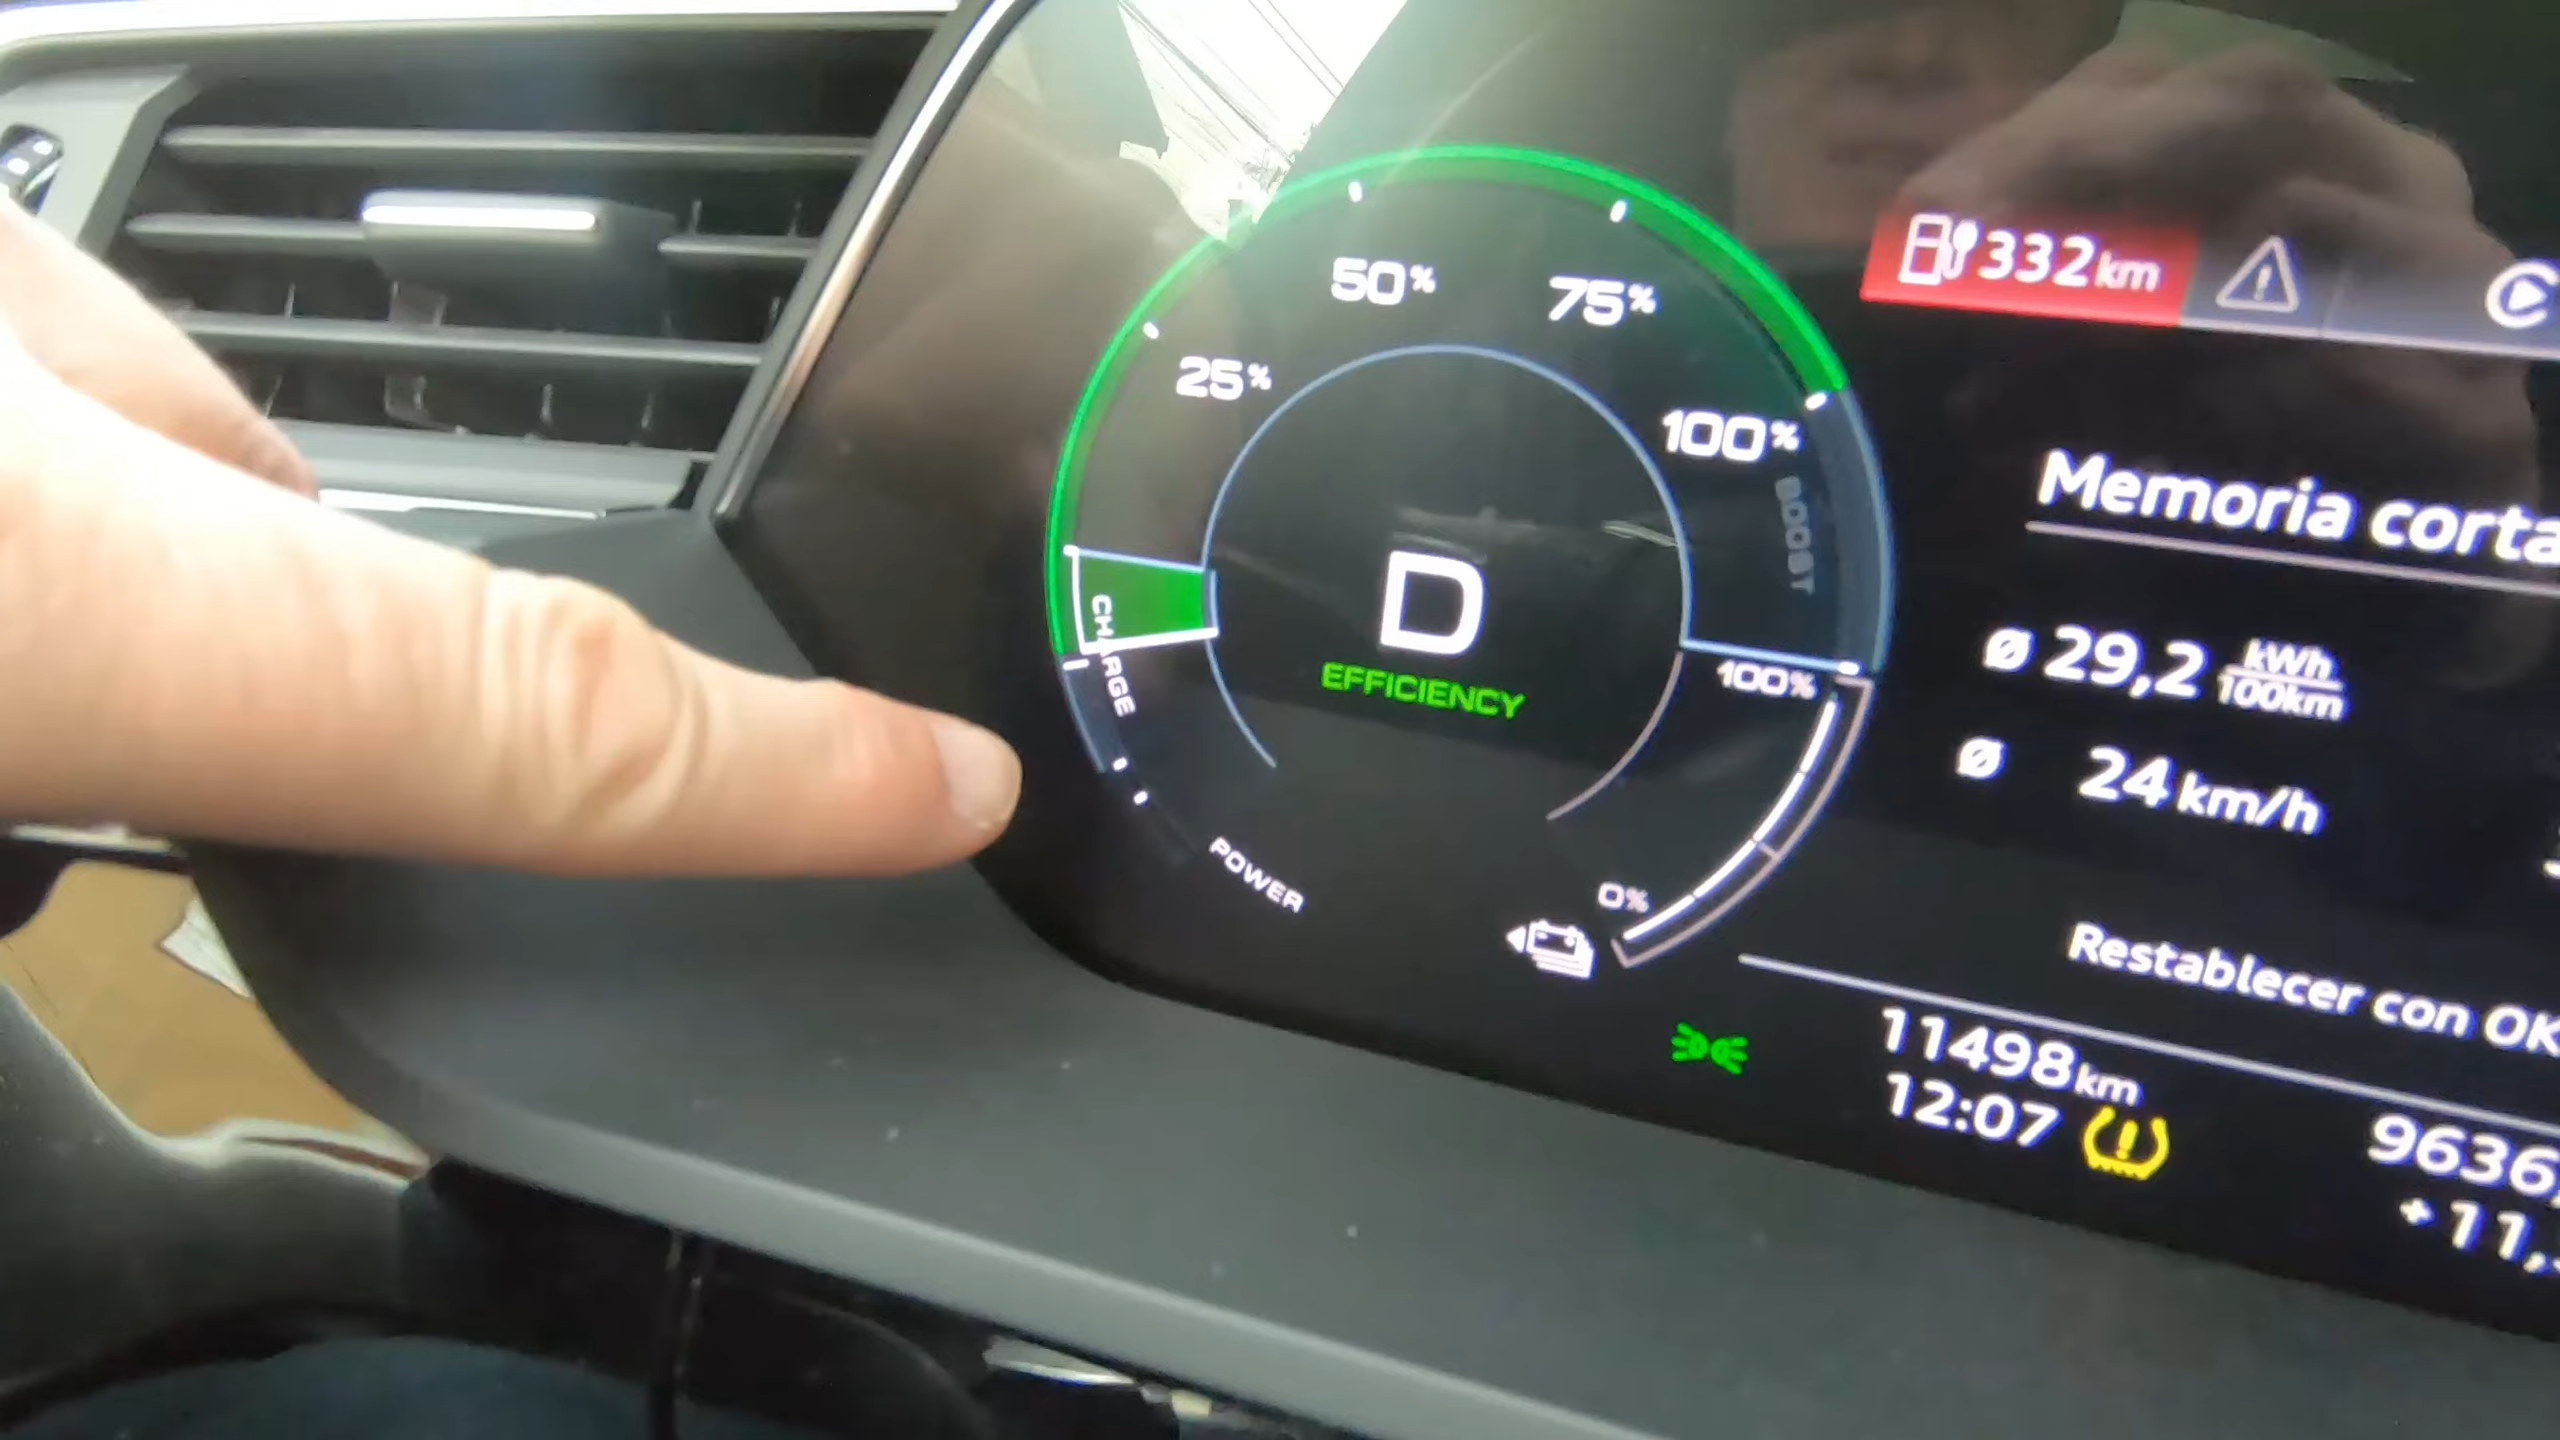 50%
75%
25%
100%
BOOST
CHARGE
D
EFFICIENCY
100%
0%
POWER
332 km
Memoria corta
ø 29,2 kWh/100km
ø 24 km/h
Restablecer con OK
11498 km
12:07
9636
+11,